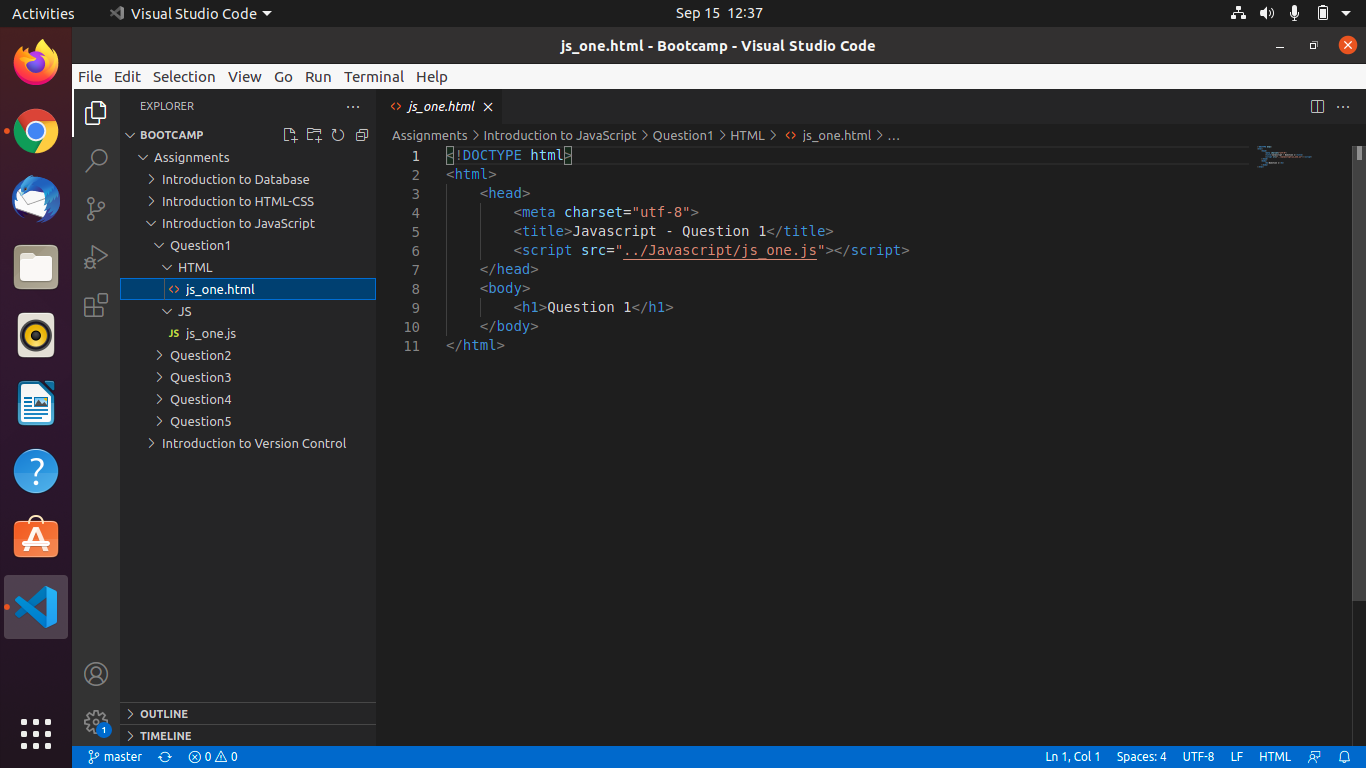 Activities Visual Studio Code Sep 15 12:37
js_one.html - Bootcamp - Visual Studio Code
File Edit Selection View Go Run Terminal Help
EXPLORER
BOOTCAMP
Assignments
Introduction to Database
Introduction to HTML-CSS
Introduction to JavaScript
Question1
HTML
js_one.html
JS
JS js_one.js
Question2
Question3
Question4
Question5
Introduction to Version Control
OUTLINE
TIMELINE
<> js_one.html
Assignments > Introduction to JavaScript > Question1 > HTML > <> js_one.html > ...
1 <!DOCTYPE html>
2 <html>
3 <head>
4 <meta charset="utf-8">
5 <title>Javascript - Question 1</title>
6 <script src="../Javascript/js_one.js"></script>
7 </head>
8 <body>
9 <h1>Question 1</h1>
10 </body>
11 </html>
1
master 0 0 Ln 1, Col 1 Spaces: 4 UTF-8 LF HTML